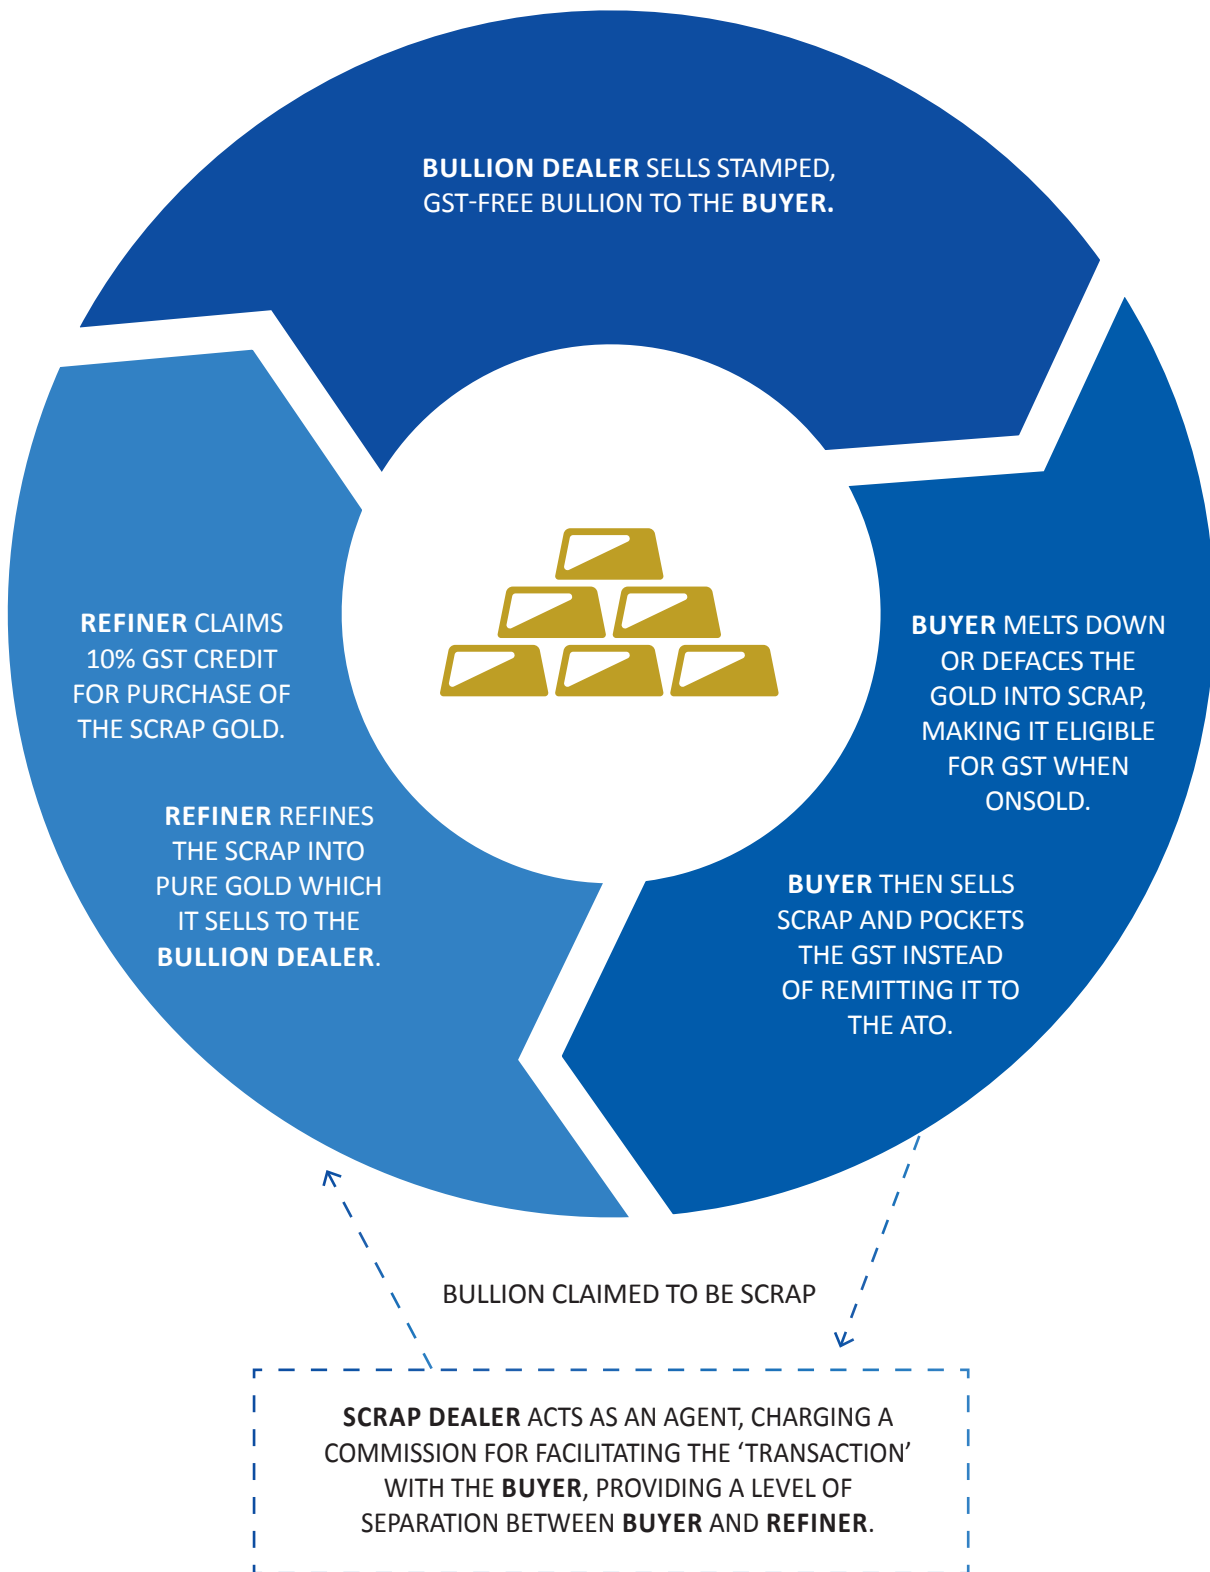 BULLION DEALER SELLS STAMPED,
GST-FREE BULLION TO THE BUYER.
BUYER MELTS DOWN
OR DEFACES THE
GOLD INTO SCRAP,
MAKING IT ELIGIBLE
FOR GST WHEN
ONSOLD.
BUYER THEN SELLS
SCRAP AND POCKETS
THE GST INSTEAD
OF REMITTING IT TO
THE ATO.
REFINER CLAIMS
10% GST CREDIT
FOR PURCHASE OF
THE SCRAP GOLD.
REFINER REFINES
THE SCRAP INTO
PURE GOLD WHICH
IT SELLS TO THE
BULLION DEALER.
BULLION CLAIMED TO BE SCRAP
SCRAP DEALER ACTS AS AN AGENT, CHARGING A
COMMISSION FOR FACILITATING THE ‘TRANSACTION’
WITH THE BUYER, PROVIDING A LEVEL OF
SEPARATION BETWEEN BUYER AND REFINER.